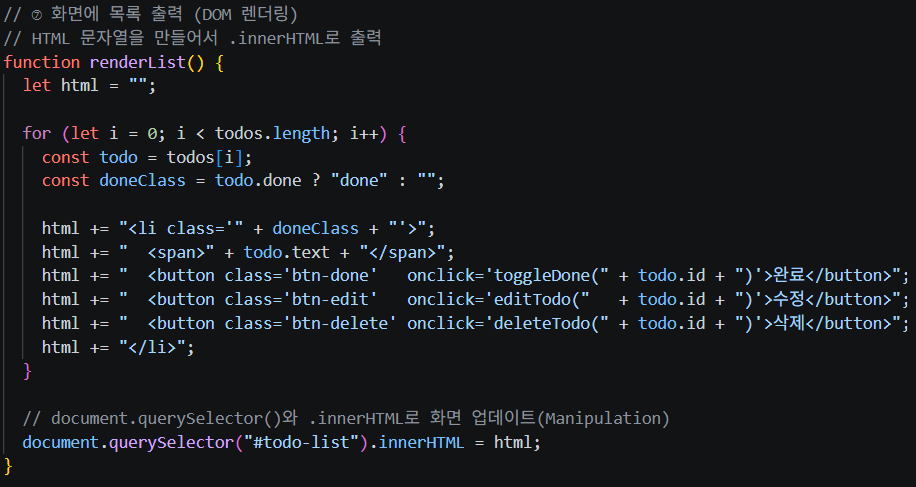 // ⑦ 화면에 목록 출력 (DOM 렌더링)
// HTML 문자열을 만들어서 .innerHTML로 출력
function renderList() {
  let html = "";

  for (let i = 0; i < todos.length; i++) {
    const todo = todos[i];
    const doneClass = todo.done ? "done" : "";

    html += "<li class='" + doneClass + "'>";
    html += "  <span>" + todo.text + "</span>";
    html += "  <button class='btn-done'   onclick='toggleDone(" + todo.id + ")'>완료</button>";
    html += "  <button class='btn-edit'   onclick='editTodo("   + todo.id + ")'>수정</button>";
    html += "  <button class='btn-delete' onclick='deleteTodo(" + todo.id + ")'>삭제</button>";
    html += "</li>";
  }

  // document.querySelector()와 .innerHTML로 화면 업데이트(Manipulation)
  document.querySelector("#todo-list").innerHTML = html;
}